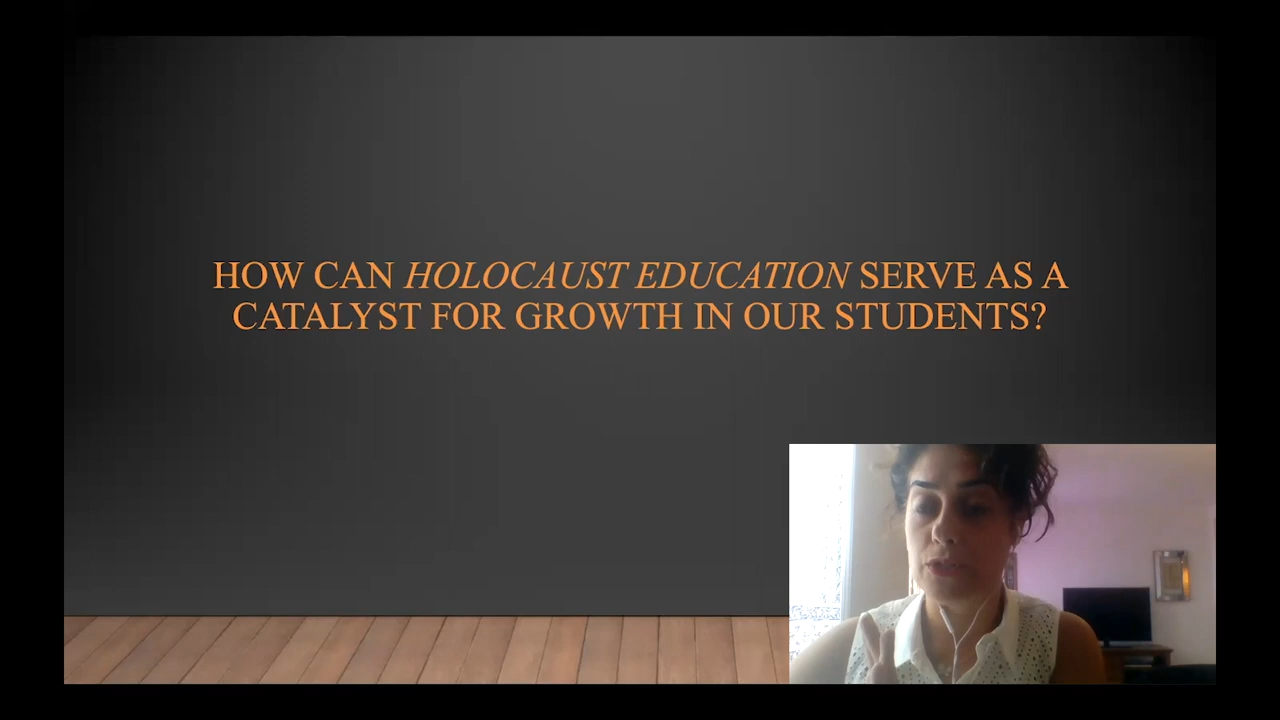 HOW CAN HOLOCAUST EDUCATION SERVE AS A
CATALYST FOR GROWTH IN OUR STUDENTS?